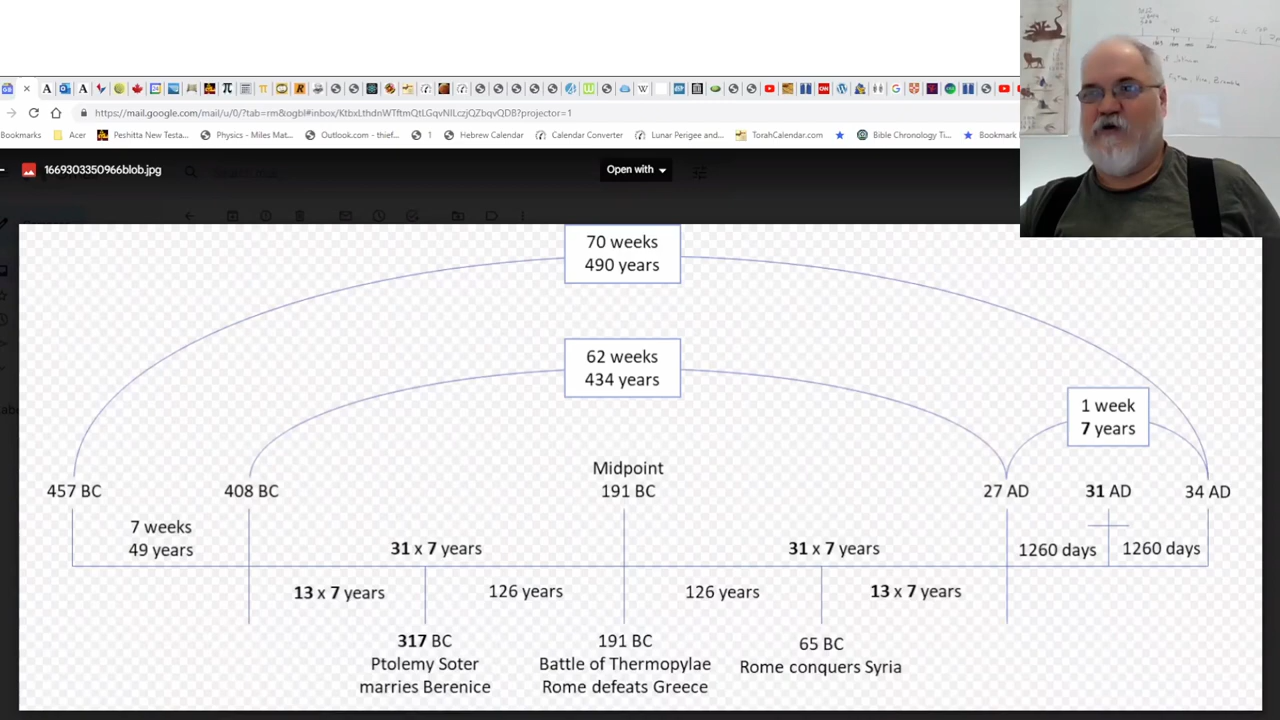 https://mail.google.com/mail/u/0/?tab=rm&ogbl#inbox/KtbxLthdnWTftmQtLGqvNllLczjQZbqvQDB?projector=1
Bookmarks
Acer
Peshitta New Testa...
Physics - Miles Mat...
Outlook.com - thief...
1
Hebrew Calendar
Calendar Converter
Lunar Perigee and...
TorahCalendar.com
Bible Chronology Ti...
Bookmark
1669303350966blob.jpg
Open with
70 weeks
490 years
62 weeks
434 years
1 week
7 years
Midpoint
457 BC
408 BC
191 BC
27 AD
31 AD
34 AD
7 weeks
49 years
31 x 7 years
31 x 7 years
1260 days
1260 days
13 x 7 years
126 years
126 years
13 x 7 years
317 BC
Ptolemy Soter
marries Berenice
191 BC
Battle of Thermopylae
Rome defeats Greece
65 BC
Rome conquers Syria